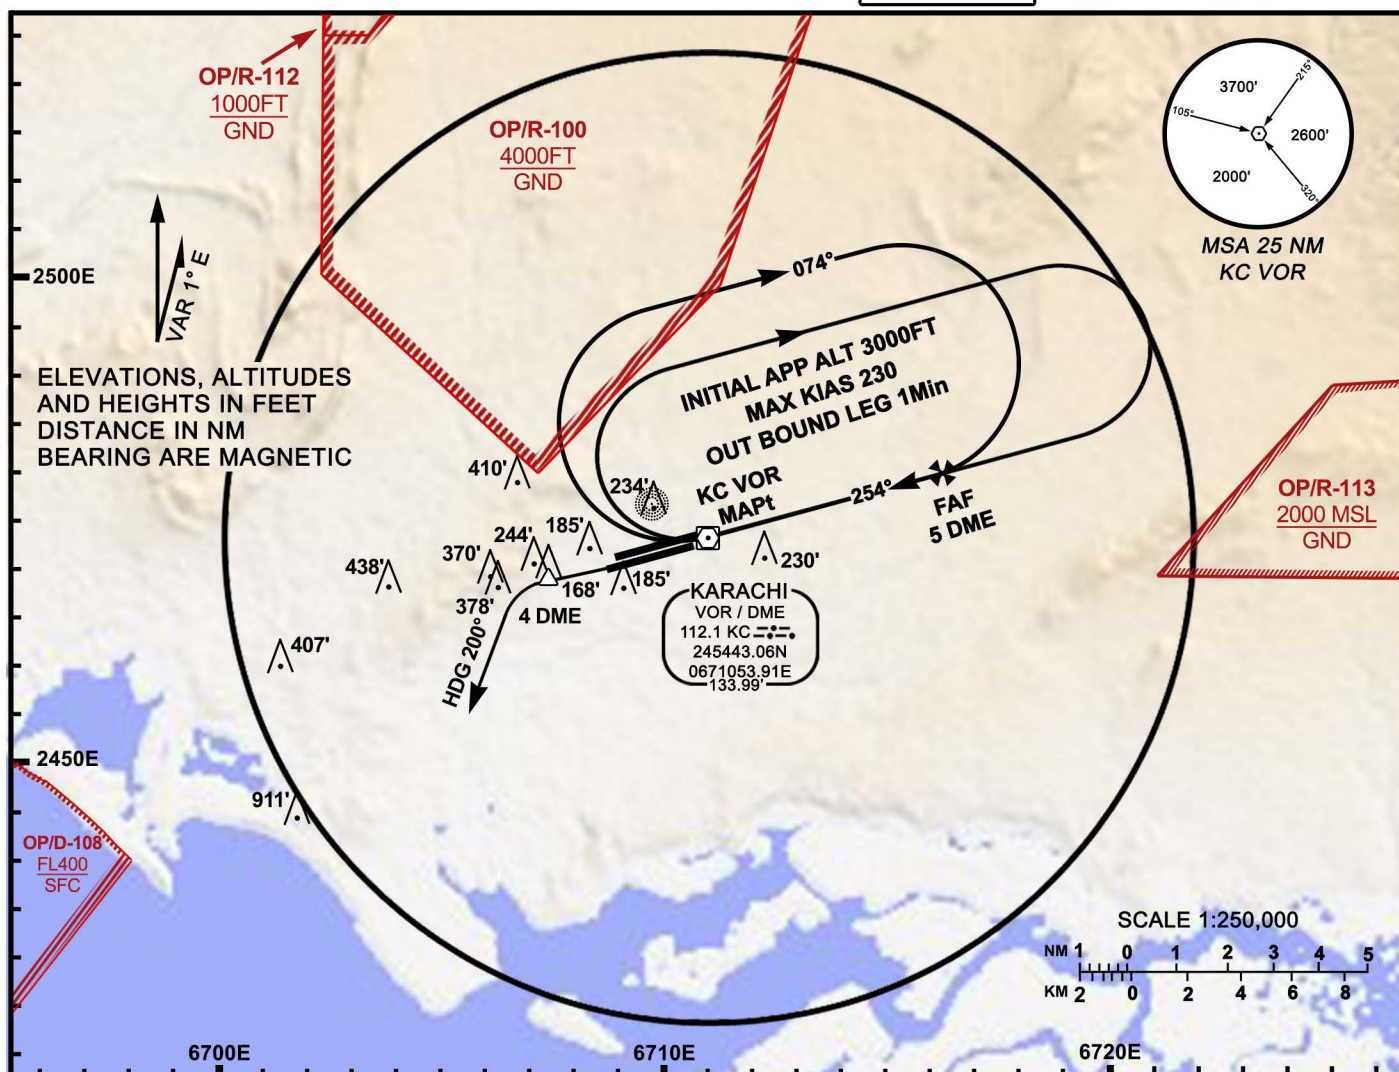 OP/R-112
1000FT
GND
OP/R-100
4000FT
GND
105°
3700'
215°
2600'
2000'
320°
MSA 25 NM
KC VOR
2500E
VAR 1° E
ELEVATIONS, ALTITUDES
AND HEIGHTS IN FEET
DISTANCE IN NM
BEARING ARE MAGNETIC
074°
INITIAL APP ALT 3000FT
MAX KIAS 230
OUT BOUND LEG 1Min
KC VOR
MAPt
254°
FAF
5 DME
OP/R-113
2000 MSL
GND
410'
234'
185'
244'
370'
438'
378'
168'
185'
230'
4 DME
HDG 200°
407'
KARACHI
VOR / DME
112.1 KC
245443.06N
0671053.91E
133.99'
2450E
911'
OP/D-108
FL400
SFC
SCALE 1:250,000
NM 1 0 1 2 3 4 5
KM 2 0 2 4 6 8
6700E
6710E
6720E